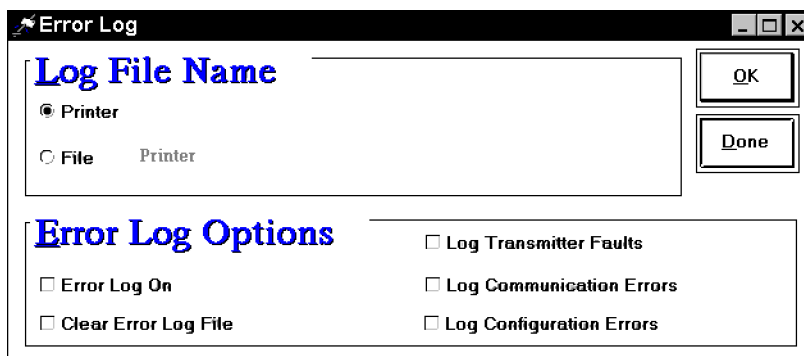 Error Log
Log File Name
OK
Printer
Done
File Printer
Error Log Options
Log Transmitter Faults
Error Log On
Log Communication Errors
Clear Error Log File
Log Configuration Errors